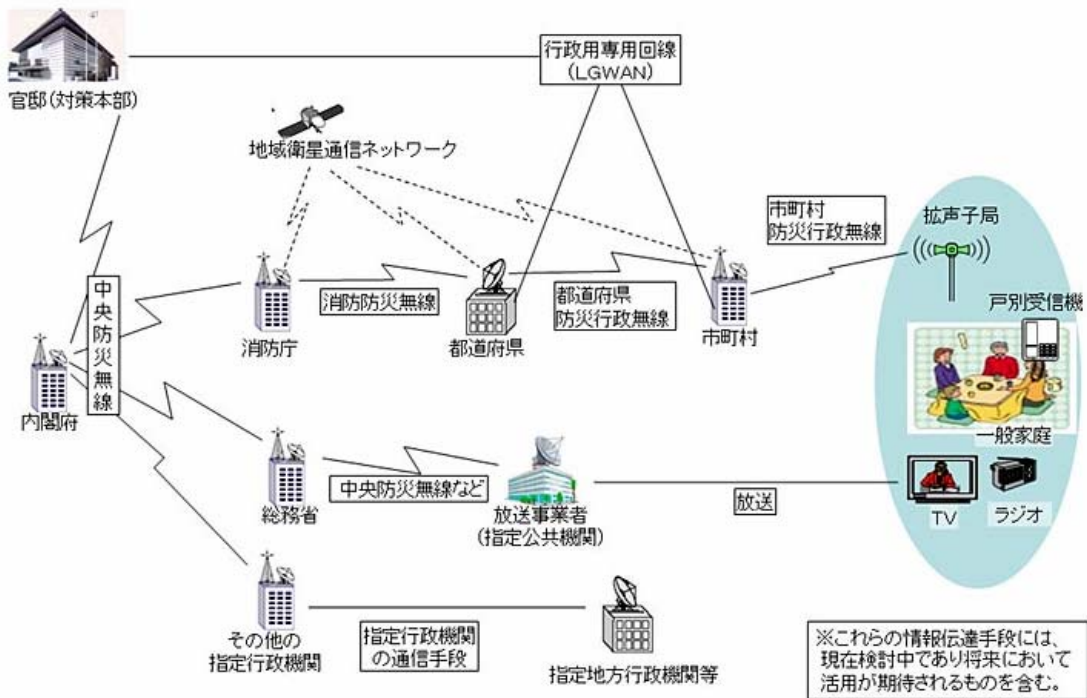 行政用専用回線
(LGWAN)
官邸(対策本部)
地域衛星通信ネットワーク
市町村
防災行政無線
拡声子局
中央防災無線
消防防災無線
都道府県
防災行政無線
戸別受信機
消防庁
都道府県
市町村
内閣府
一般家庭
中央防災無線など
放送
総務省
放送事業者
(指定公共機関)
TV
ラジオ
その他の
指定行政機関
指定行政機関
の通信手段
指定地方行政機関等
※これらの情報伝達手段には、
現在検討中であり将来において
活用が期待されるものを含む。